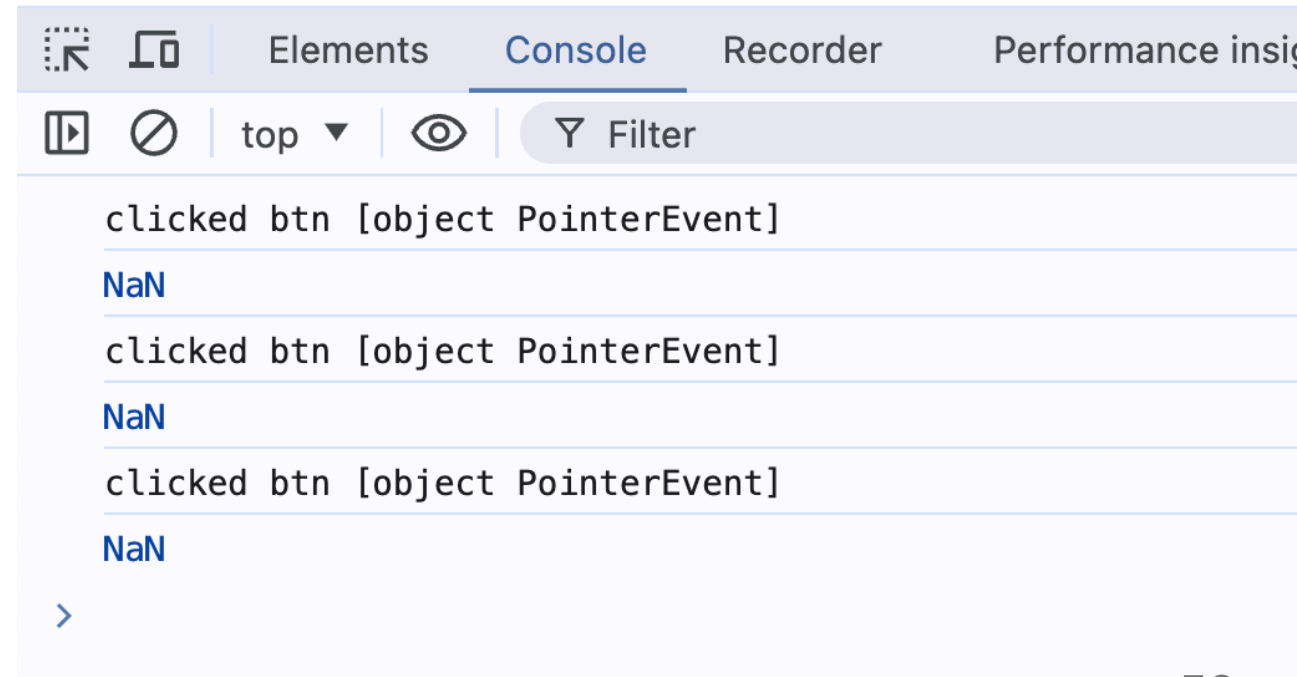 Elements Console Recorder Performance
top Filter
clicked btn [object PointerEvent]
NaN
clicked btn [object PointerEvent]
NaN
clicked btn [object PointerEvent]
NaN